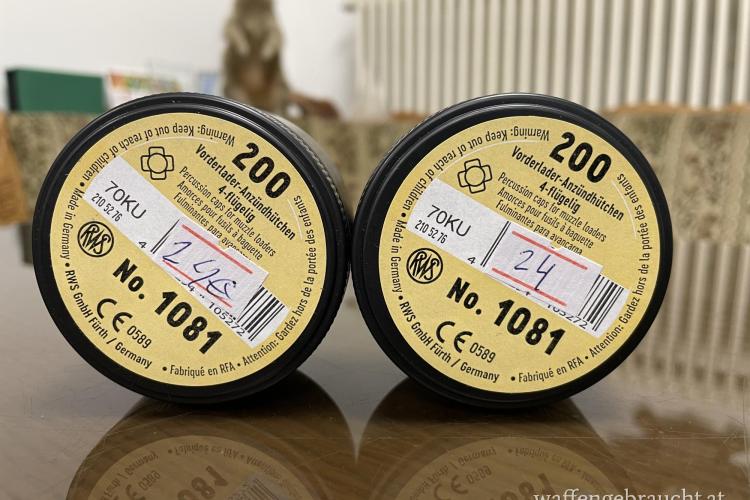 Warning: Keep out of reach of children • Made in Germany • RWS GmbH Fürth / Germany • Fabriqué en RFA • Attention: Gardez hors de la portée des enfants
200
Vorderlader-Anzündhütchen
4-flügelig
Percussion caps for muzzle loaders
Amorces pour fusils à baguette
Fulminantes para avancarga
70KU
210 52 76
4
24€
105272
RWS
No. 1081
CE 0589
Warning: Keep out of reach of children • Made in Germany • RWS GmbH Fürth / Germany • Fabriqué en RFA • Attention: Gardez hors de la portée des enfants
200
Vorderlader-Anzündhütchen
4-flügelig
Percussion caps for muzzle loaders
Amorces pour fusils à baguette
Fulminantes para avancarga
70KU
210 52 76
4
24
105272
RWS
No. 1081
CE 0589
waffengebraucht.at